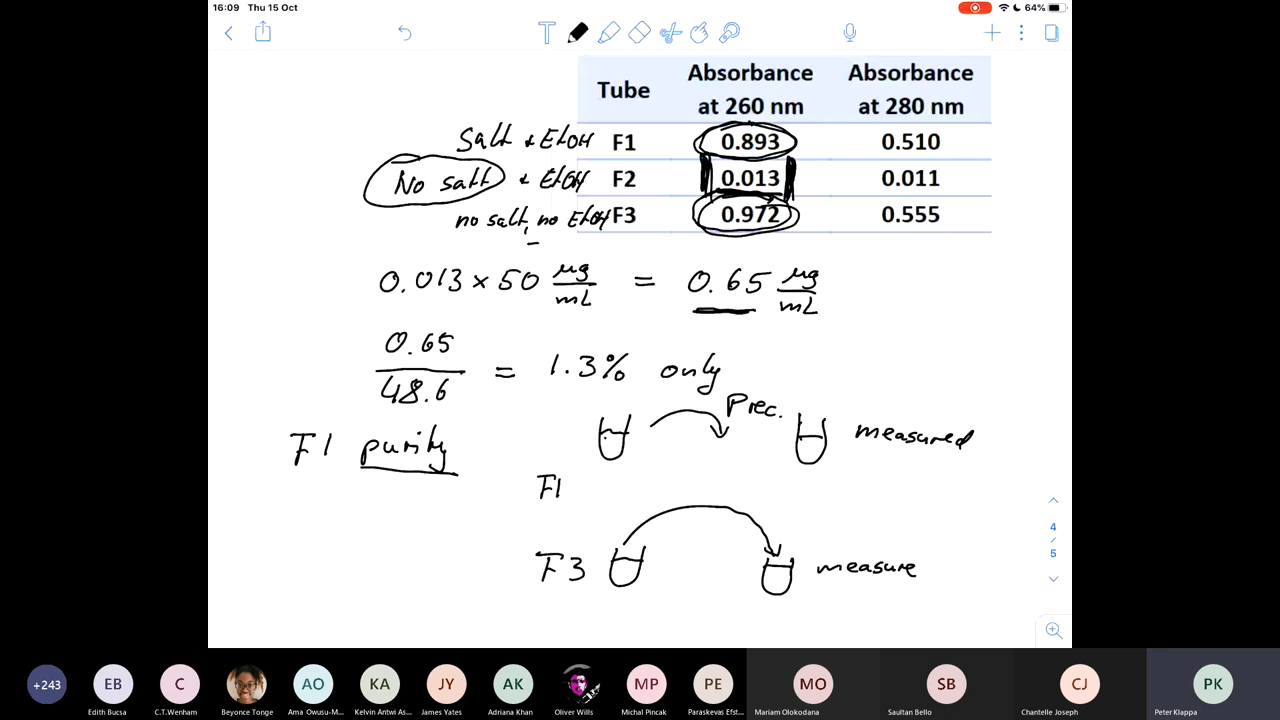 16:09 Thu 15 Oct
64%
Tube
Absorbance at 260 nm
Absorbance at 280 nm
Salt + EtOH F1 0.893 0.510
No salt + EtOH F2 0.013 0.011
no salt, no EtOH F3 0.972 0.555
0.013 × 50 µg/mL = 0.65 µg/mL
0.65/48.6 = 1.3% only
Prec.
F1 purity
measured
F1
F3
measure
4
/
5
+243
EB
C
AO
KA
JY
AK
MP
PE
MO
SB
CJ
PK
Edith Bucsa
C.T.Wenham
Beyonce Tonge
Ama Owusu-M...
Kelvin Antwi As...
James Yates
Adriana Khan
Oliver Wills
Michal Pincak
Paraskevas Efst...
Mariam Olokodana
Saultan Bello
Chantelle Joseph
Peter Klappa